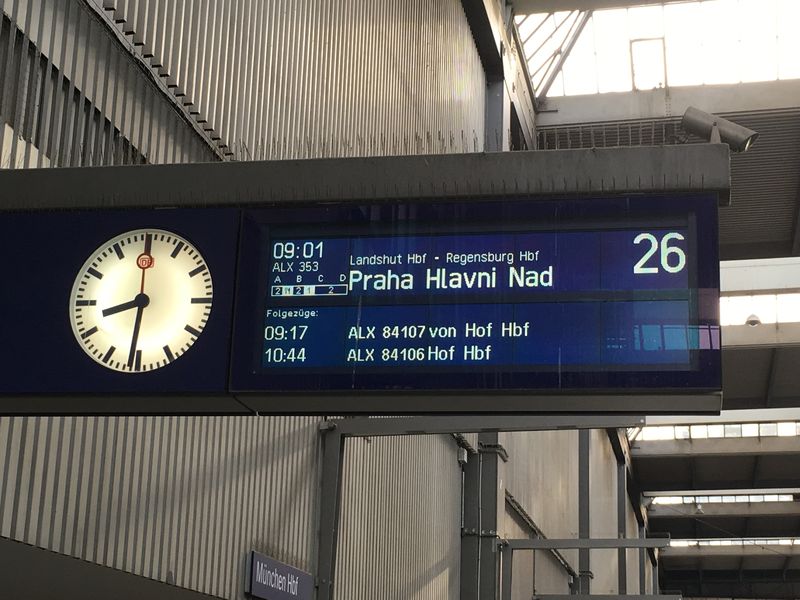 DB
09:01
ALX 353
Landshut Hbf - Regensburg Hbf
Praha Hlavni Nad
26
A B C D
2 2 1 2
Folgezüge:
09:17 ALX 84107 von Hof Hbf
10:44 ALX 84106 Hof Hbf
München Hbf